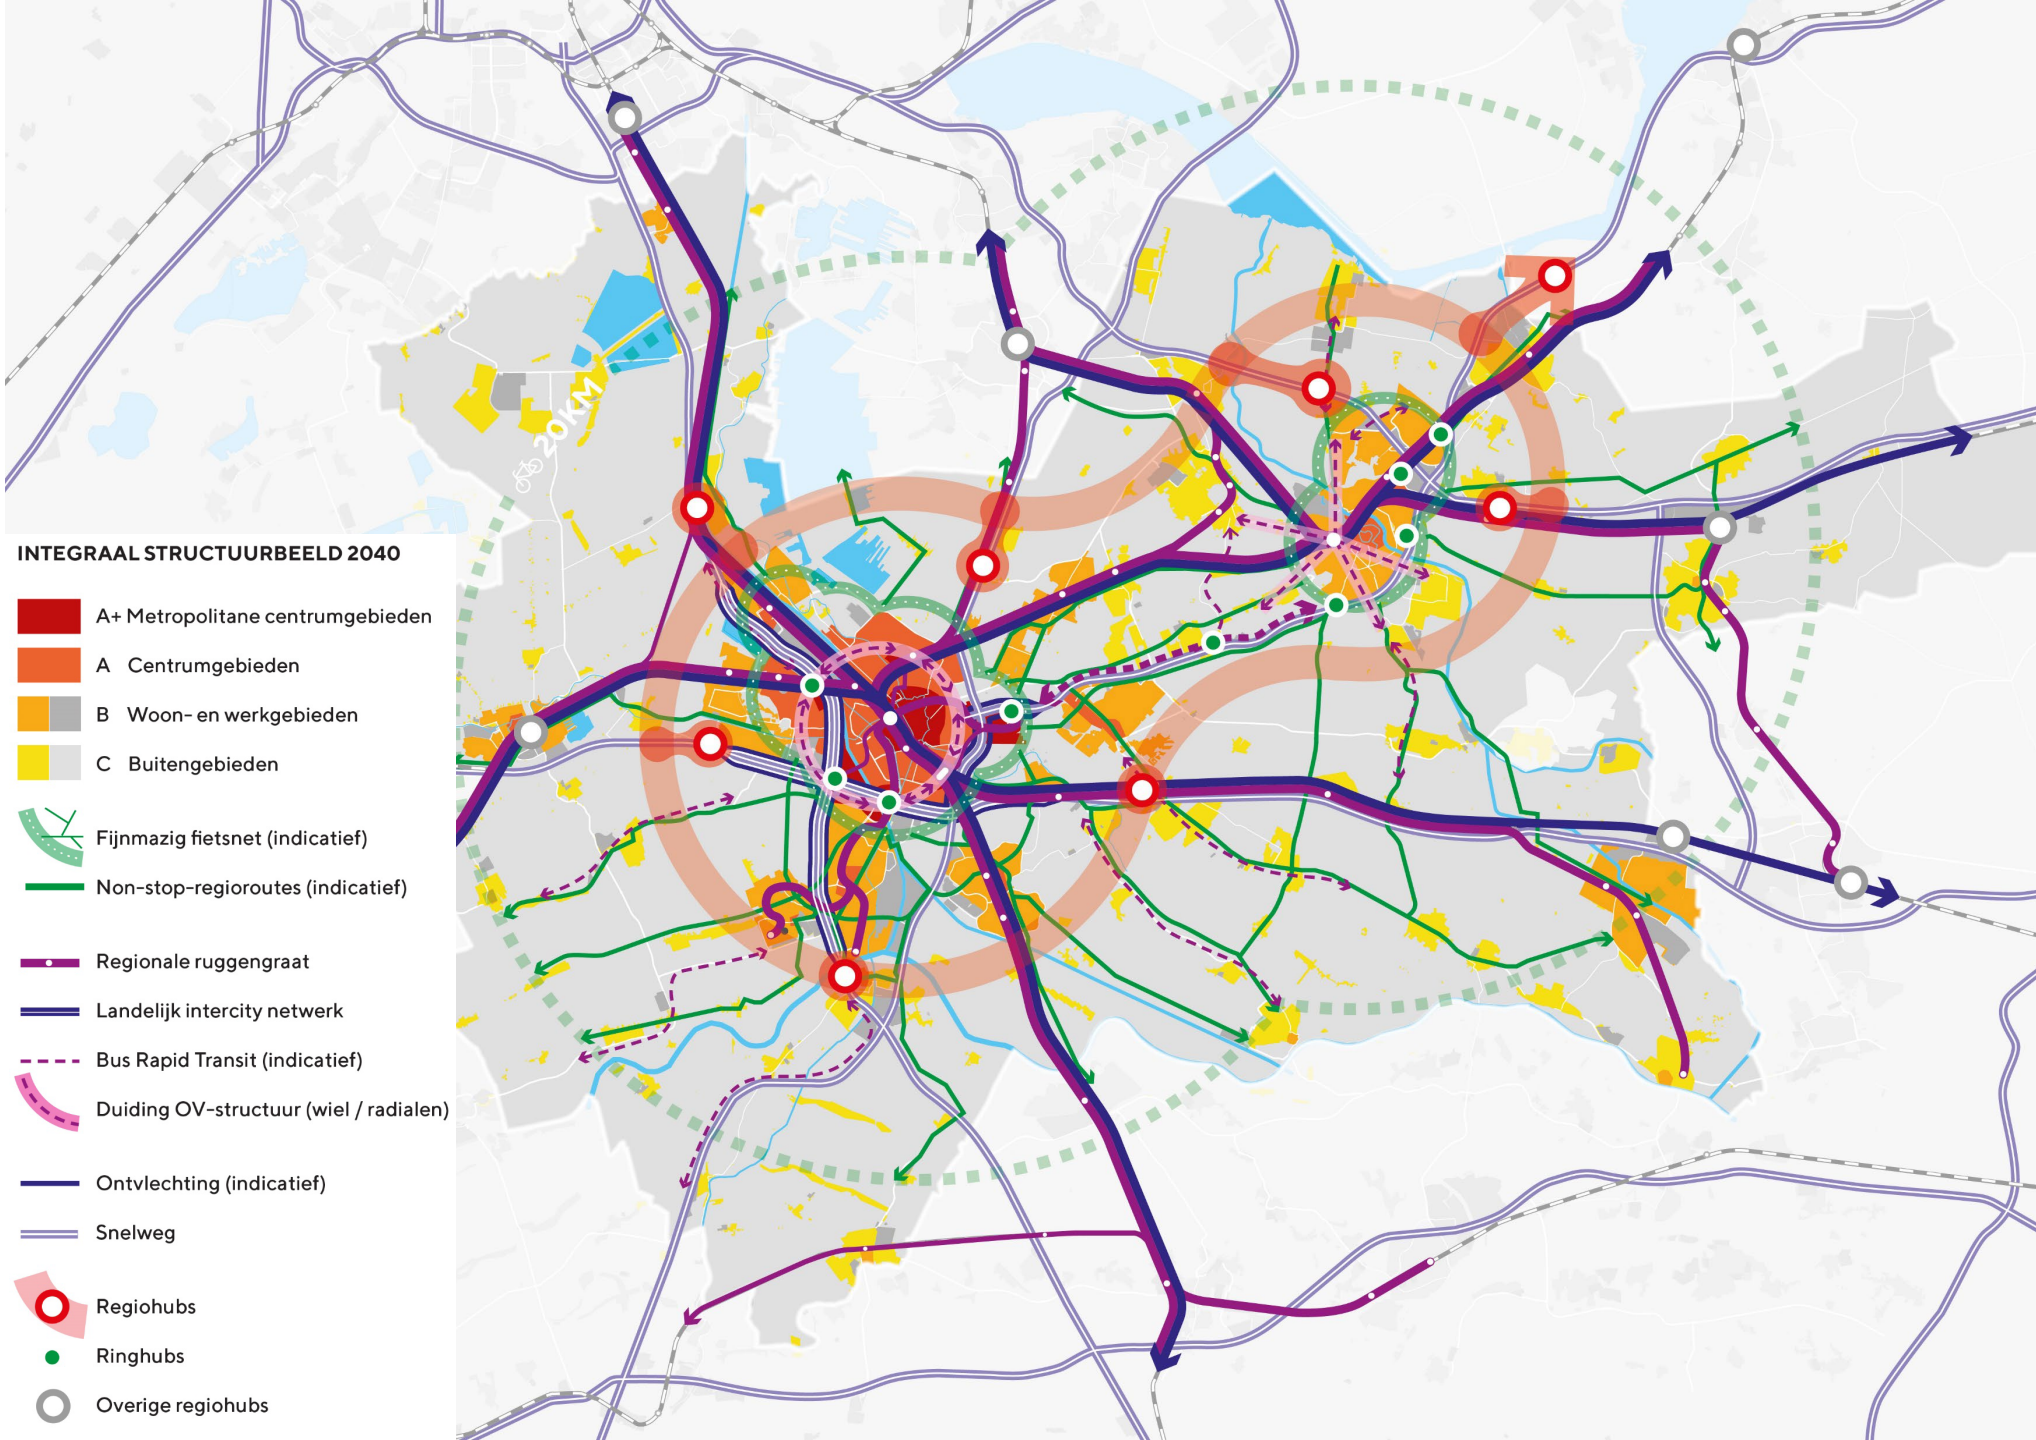 20KM
INTEGRAAL STRUCTUURBEELD 2040
A+ Metropolitane centrumgebieden
A Centrumgebieden
B Woon- en werkgebieden
C Buitengebieden
Fijnmazig fietsnet (indicatief)
Non-stop-regioroutes (indicatief)
Regionale ruggengraat
Landelijk intercity netwerk
Bus Rapid Transit (indicatief)
Duiding OV-structuur (wiel / radialen)
Ontvlechting (indicatief)
Snelweg
Regiohubs
Ringhubs
Overige regiohubs